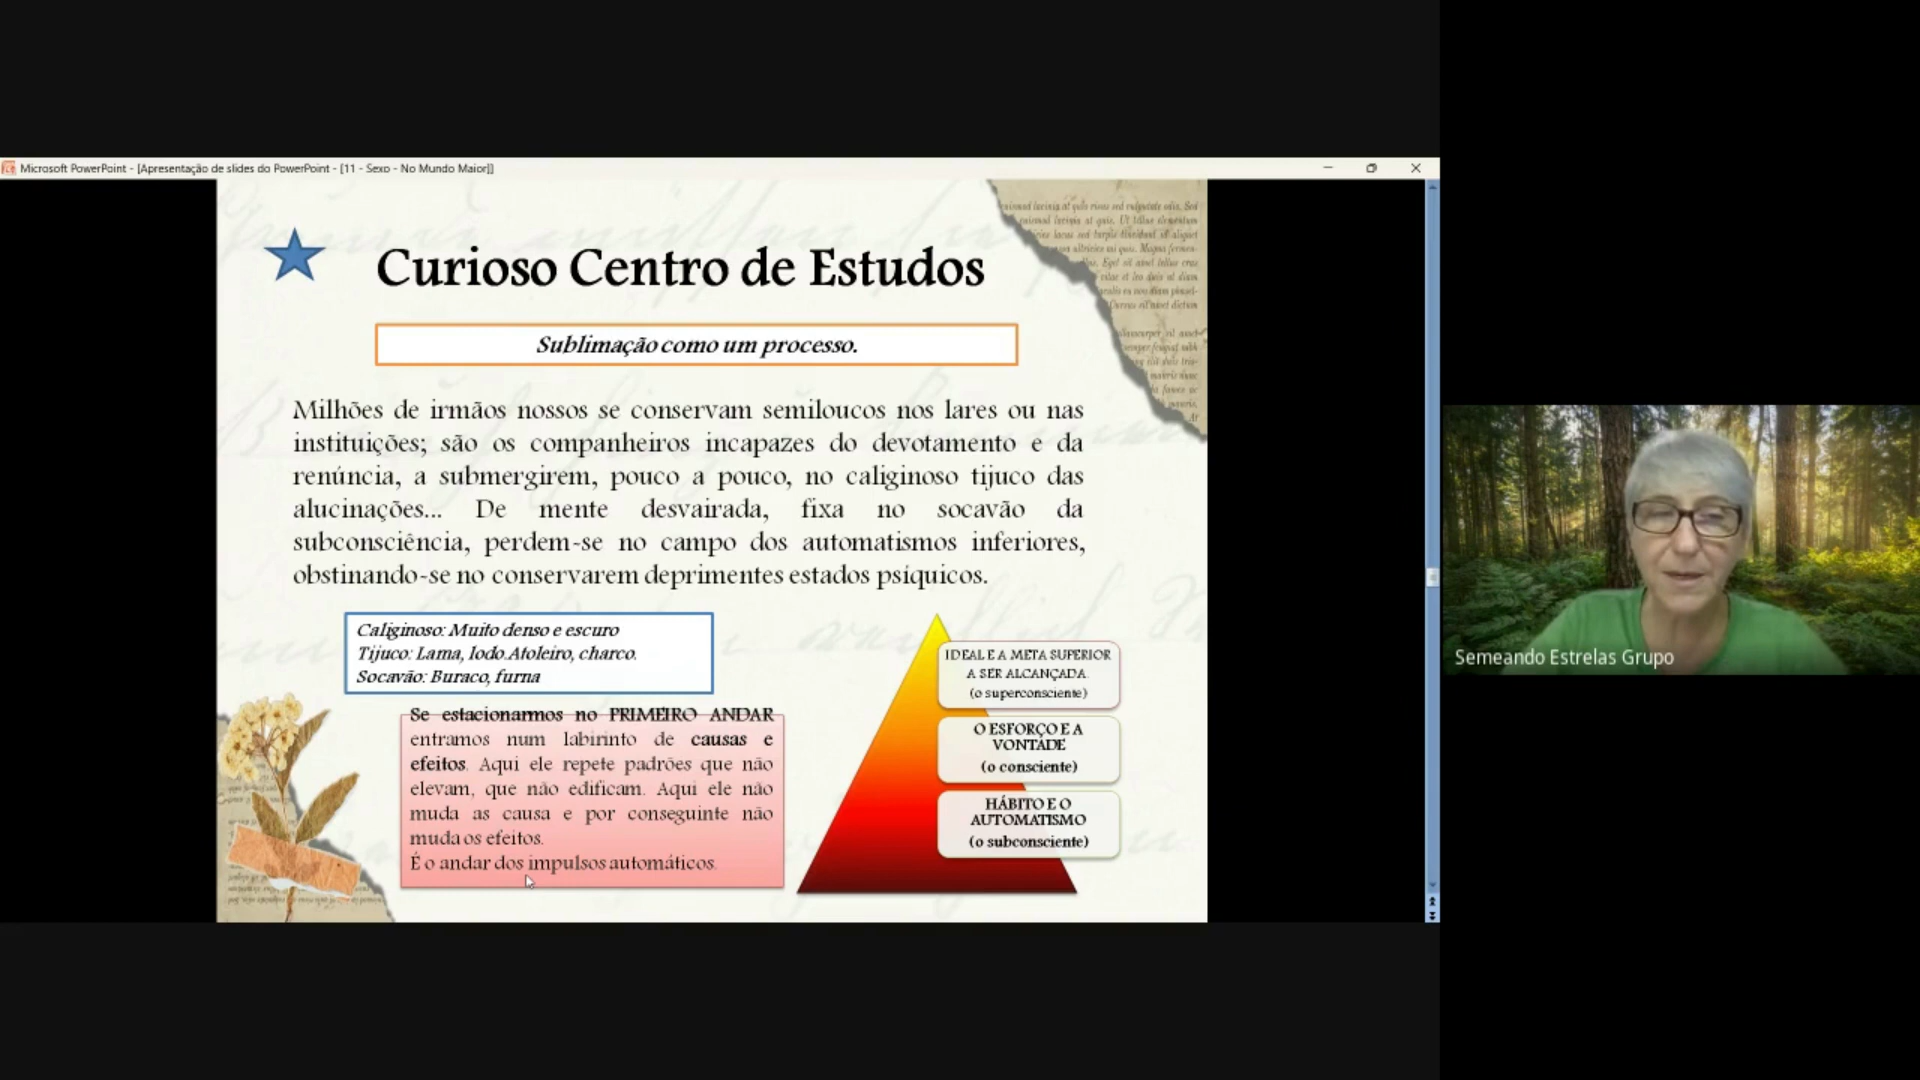 Microsoft PowerPoint - [Apresentação de slides do PowerPoint - [11 - Sexo - No Mundo Maior]]
Curioso Centro de Estudos
Sublimação como um processo.
Milhões de irmãos nossos se conservam semiloucos nos lares ou nas
instituições; são os companheiros incapazes do devotamento e da
renúncia, a submergirem, pouco a pouco, no caliginoso tijuco das
alucinações... De mente desvairada, fixa no socavão da
subconsciência, perdem-se no campo dos automatismos inferiores,
obstinando-se no conservarem deprimentes estados psíquicos.
Caliginoso: Muito denso e escuro
Tijuco: Lama, lodo.Atoleiro, charco.
Socavão: Buraco, furna
Se estacionarmos no PRIMEIRO ANDAR
entramos num labirinto de causas e
efeitos. Aqui ele repete padrões que não
elevam, que não edificam. Aqui ele não
muda as causa e por conseguinte não
muda os efeitos.
É o andar dos impulsos automáticos.
IDEAL E A META SUPERIOR
A SER ALCANÇADA.
(o superconsciente)
O ESFORÇO E A
VONTADE
(o consciente)
HÁBITO E O
AUTOMATISMO
(o subconsciente)
Semeando Estrelas Grupo